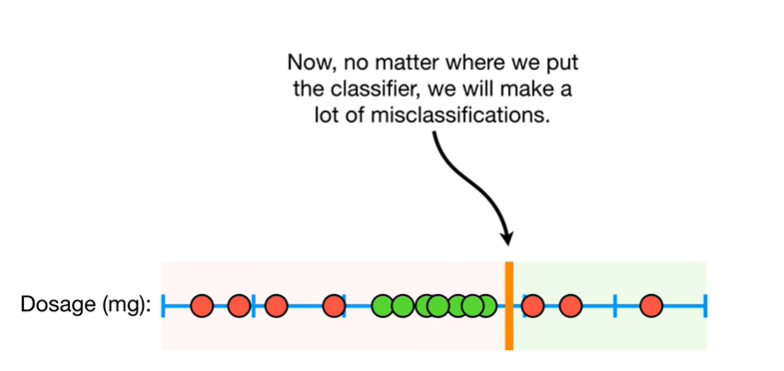 Now, no matter where we put
the classifier, we will make a
lot of misclassifications.
Dosage (mg):